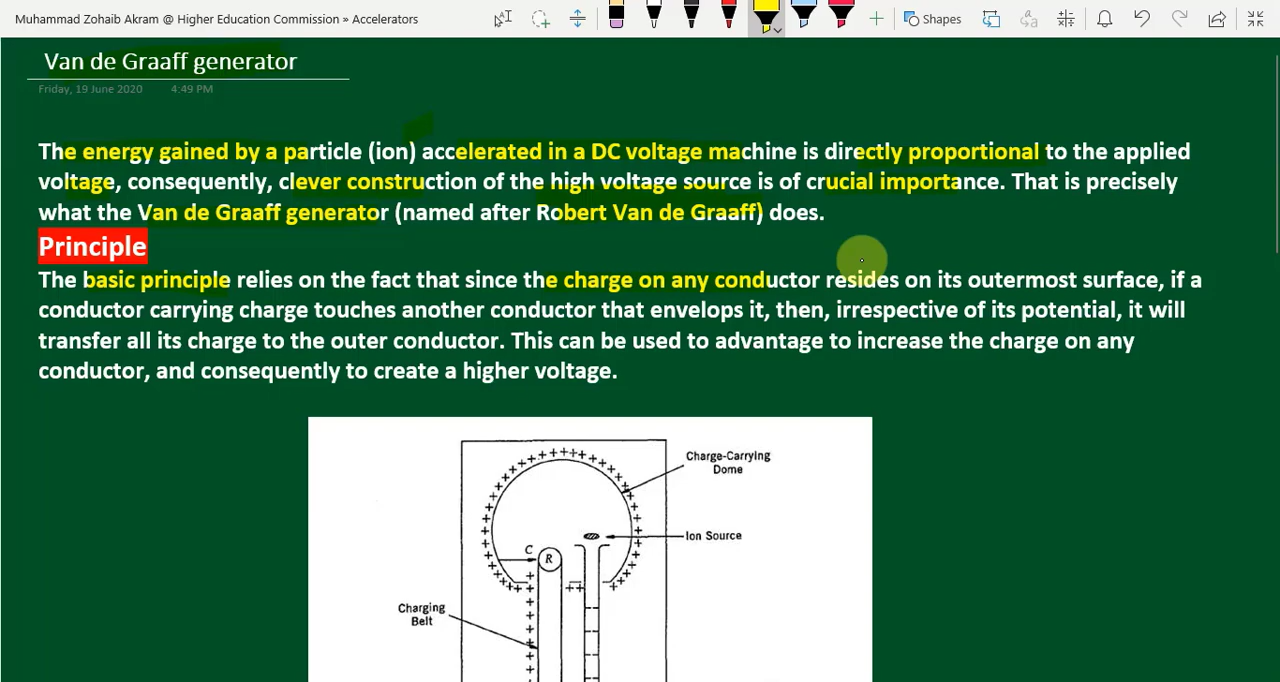 Muhammad Zohaib Akram @ Higher Education Commission » Accelerators
Shapes
Van de Graaff generator
Friday, 19 June 2020 4:49 PM
The energy gained by a particle (ion) accelerated in a DC voltage machine is directly proportional to the applied
voltage, consequently, clever construction of the high voltage source is of crucial importance. That is precisely
what the Van de Graaff generator (named after Robert Van de Graaff) does.
Principle
The basic principle relies on the fact that since the charge on any conductor resides on its outermost surface, if a
conductor carrying charge touches another conductor that envelops it, then, irrespective of its potential, it will
transfer all its charge to the outer conductor. This can be used to advantage to increase the charge on any
conductor, and consequently to create a higher voltage.
Charge-Carrying
Dome
Ion Source
C
R
Charging
Belt